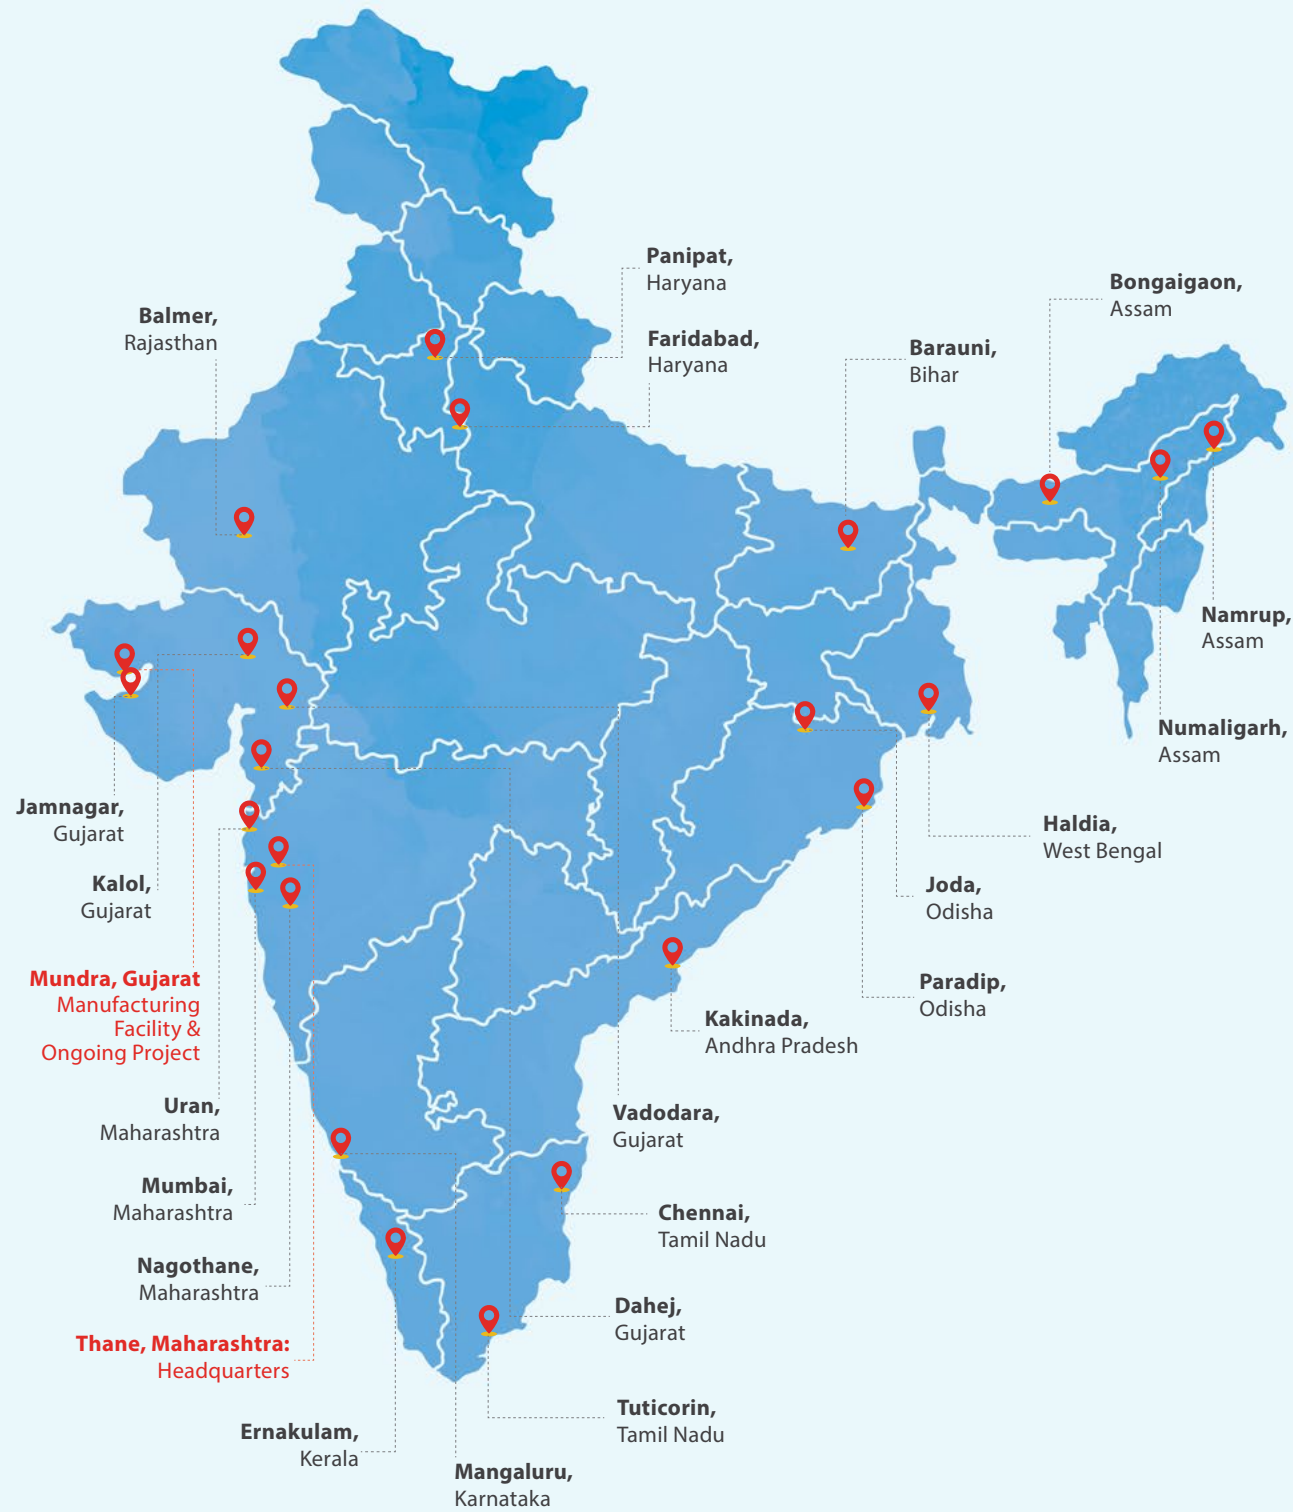 Panipat,
Haryana
Bongaigaon,
Assam
Balmer,
Rajasthan
Faridabad,
Haryana
Barauni,
Bihar
Namrup,
Assam
Numaligarh,
Assam
Jamnagar,
Gujarat
Haldia,
West Bengal
Kalol,
Gujarat
Joda,
Odisha
Mundra, Gujarat
Manufacturing
Facility &
Ongoing Project
Paradip,
Odisha
Kakinada,
Andhra Pradesh
Uran,
Maharashtra
Vadodara,
Gujarat
Mumbai,
Maharashtra
Chennai,
Tamil Nadu
Nagothane,
Maharashtra
Dahej,
Gujarat
Thane, Maharashtra:
Headquarters
Tuticorin,
Tamil Nadu
Ernakulam,
Kerala
Mangaluru,
Karnataka